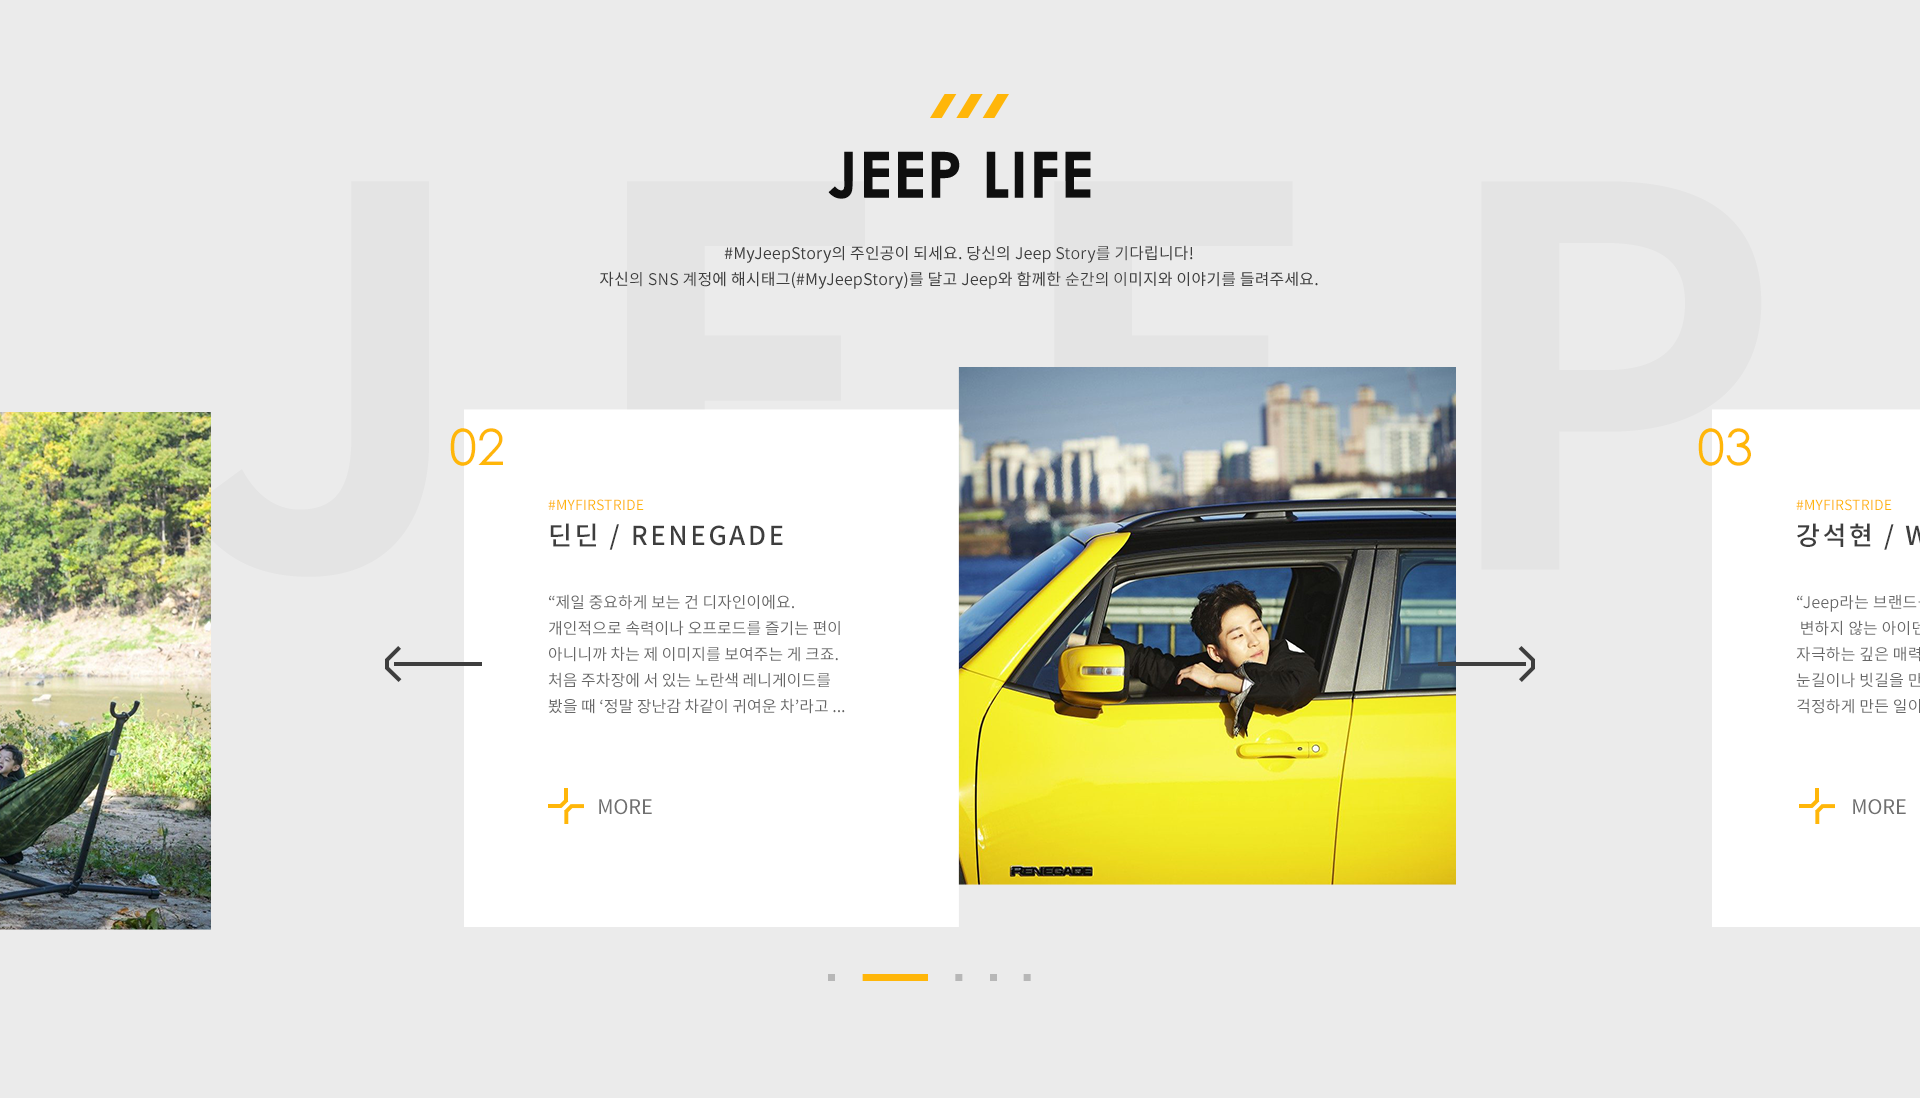 JEEP
JEEP LIFE
#MyJeepStory의 주인공이 되세요. 당신의 Jeep Story를 기다립니다!
자신의 SNS 계정에 해시태그(#MyJeepStory)를 달고 Jeep와 함께한 순간의 이미지와 이야기를 들려주세요.
02
#MYFIRSTRIDE
딘딘 / RENEGADE
“제일 중요하게 보는 건 디자인이에요.
개인적으로 속력이나 오프로드를 즐기는 편이
아니니까 차는 제 이미지를 보여주는 게 크죠.
처음 주차장에 서 있는 노란색 레니게이드를
봤을 때 ‘정말 장난감 차같이 귀여운 차’라고 ...
MORE
RENEGADE
03
#MYFIRSTRIDE
강석현 / W
“Jeep라는 브랜드
변하지 않는 아이덴
자극하는 깊은 매력
눈길이나 빗길을 만
걱정하게 만든 일이
MORE